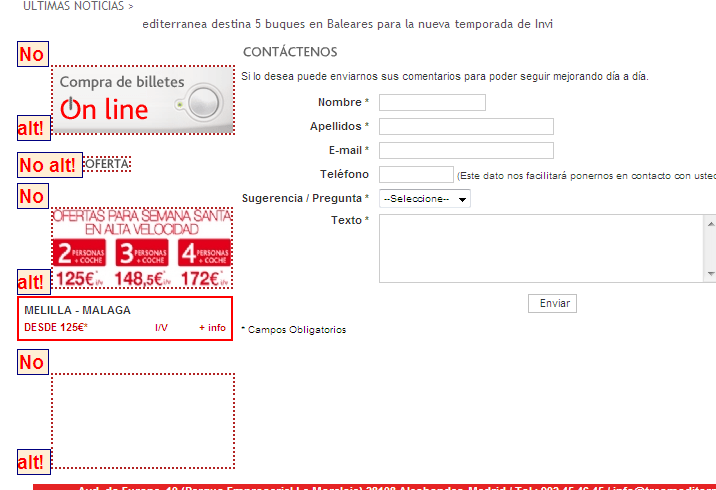 ÚLTIMAS NOTICIAS >
editerranea destina 5 buques en Baleares para la nueva temporada de Invi
No
alt!
Compra de billetes
On line
No alt!
OFERTA
No
alt!
OFERTAS PARA SEMANA SANTA
EN ALTA VELOCIDAD
2 PERSONAS + COCHE 3 PERSONAS + COCHE 4 PERSONAS + COCHE
125€* I/V 148,5€* I/V 172€* I/V
MELILLA - MALAGA
DESDE 125€* I/V + info
No
alt!
CONTÁCTENOS
Si lo desea puede enviarnos sus comentarios para poder seguir mejorando día a día.
Nombre *
Apellidos *
E-mail *
Teléfono (Este dato nos facilitará ponernos en contacto con usted
Sugerencia / Pregunta * --Seleccione--
Texto *
Enviar
* Campos Obligatorios